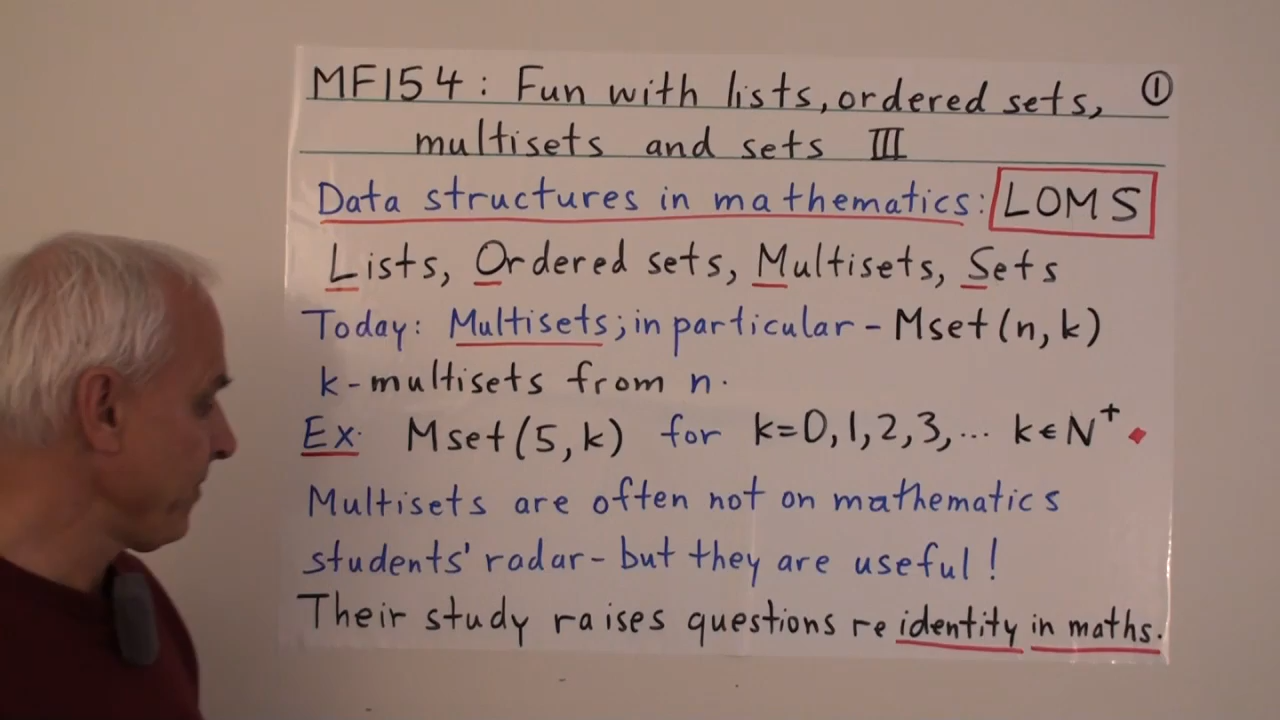 MF154: Fun with lists, ordered sets, ①
multisets and sets III
Data structures in mathematics: LOMS
Lists, Ordered sets, Multisets, Sets
Today: Multisets; in particular - Mset(n, k)
k-multisets from n.
Ex: Mset(5, k) for k=0, 1, 2, 3, ... k∈N⁺
Multisets are often not on mathematics
students' radar - but they are useful!
Their study raises questions re identity in maths.